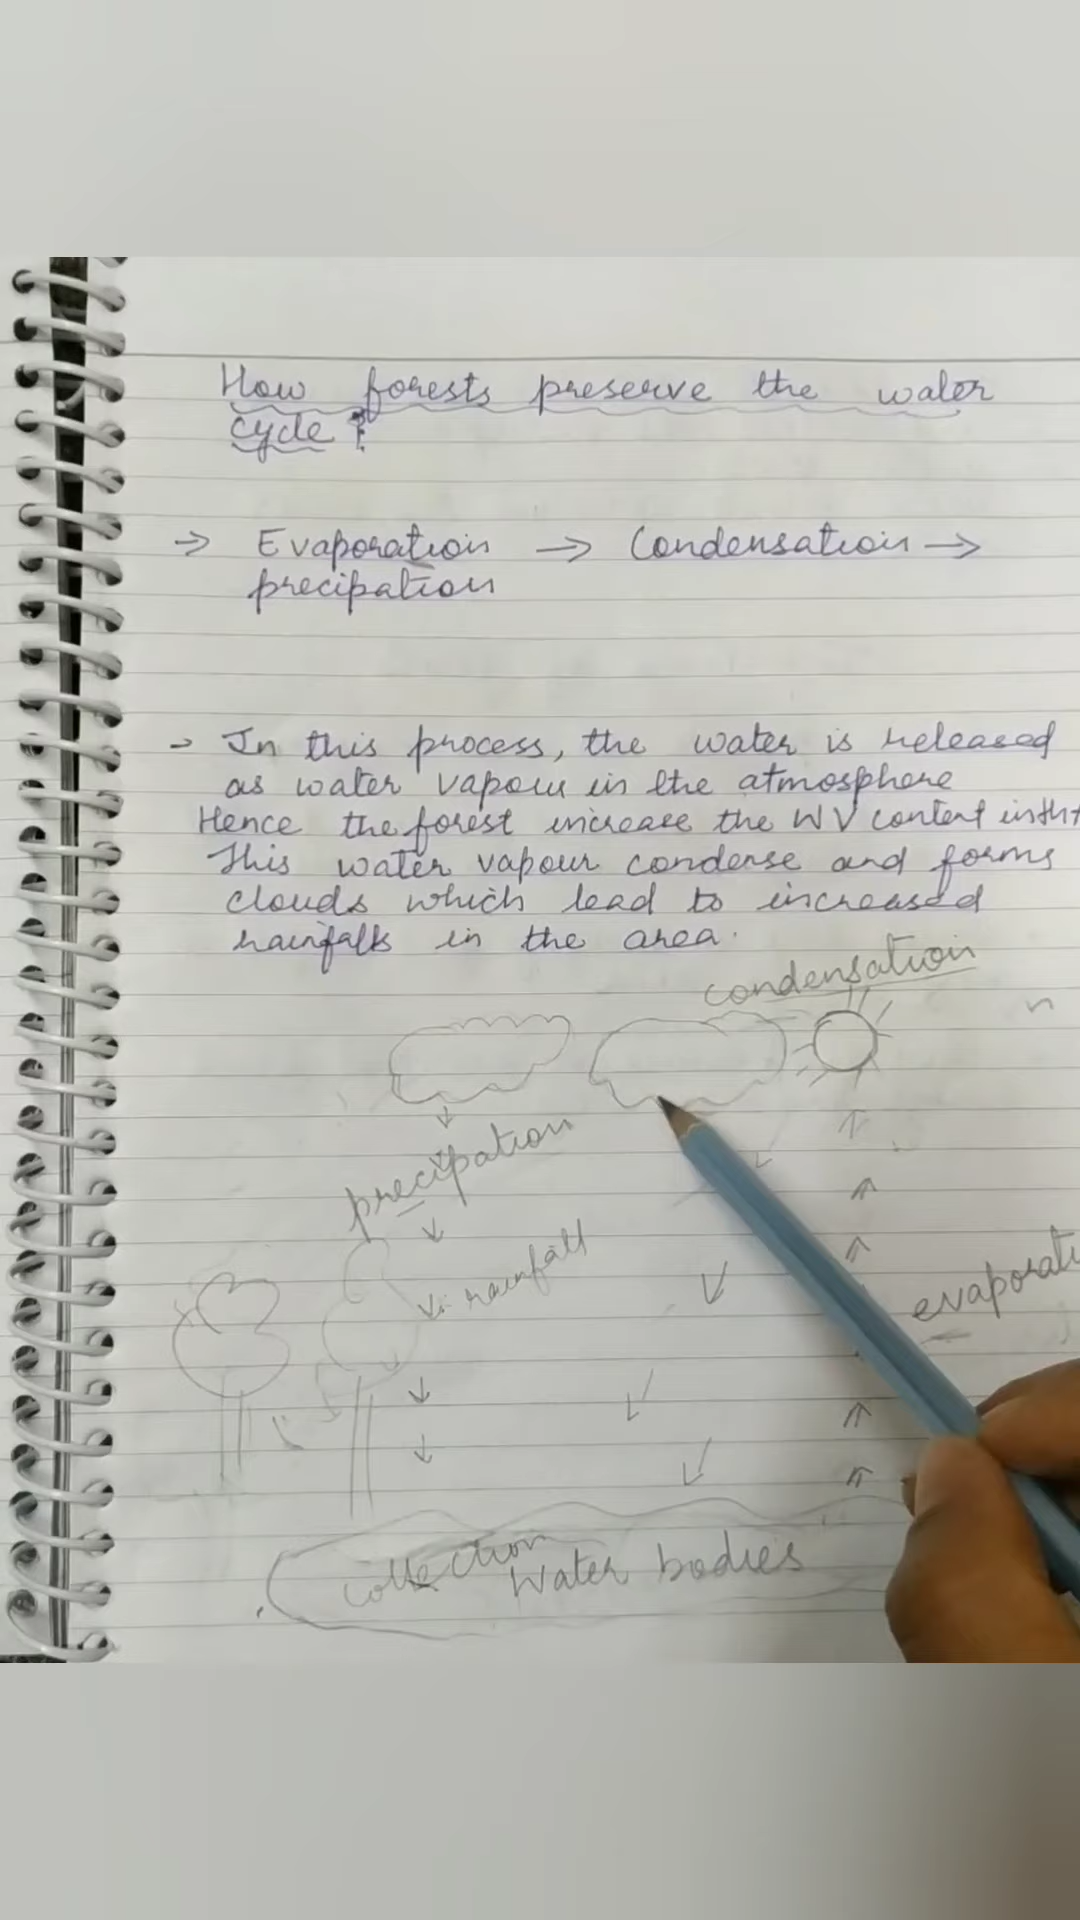 How forests preserve the water
cycle ?
→ Evaporation → Condensation →
precipation
- In this process, the water is released
as water vapour in the atmosphere
Hence the forest increase the WV content in
This water vapour condense and forms
clouds which lead to increased
rainfalls in the area.
condensation
precipation
rainfall
evaporati
collection
Water bodies